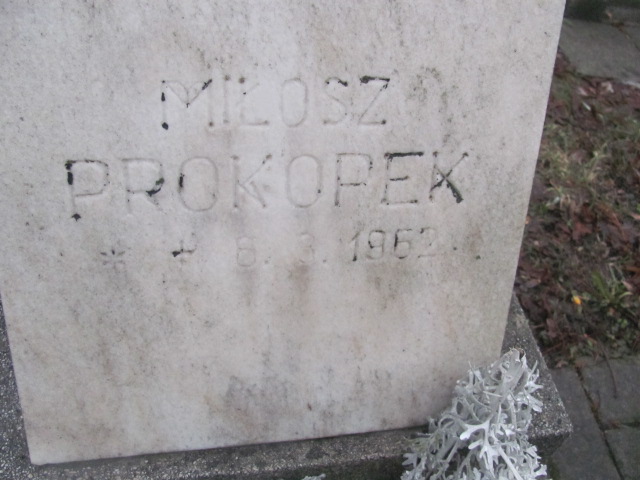 MIŁOSZ
PROKOPEK
* + 8. 3. 1962.